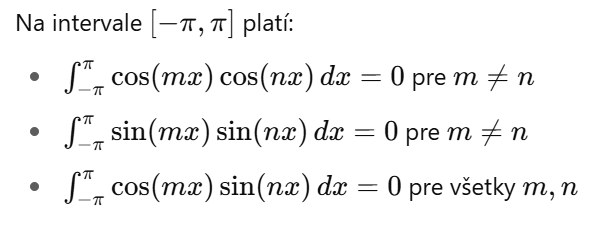 Na intervale $[-\pi, \pi]$ platí:
• $\int_{-\pi}^{\pi} \cos(mx)\cos(nx)\,dx = 0$ pre $m \neq n$
• $\int_{-\pi}^{\pi} \sin(mx)\sin(nx)\,dx = 0$ pre $m \neq n$
• $\int_{-\pi}^{\pi} \cos(mx)\sin(nx)\,dx = 0$ pre všetky $m, n$